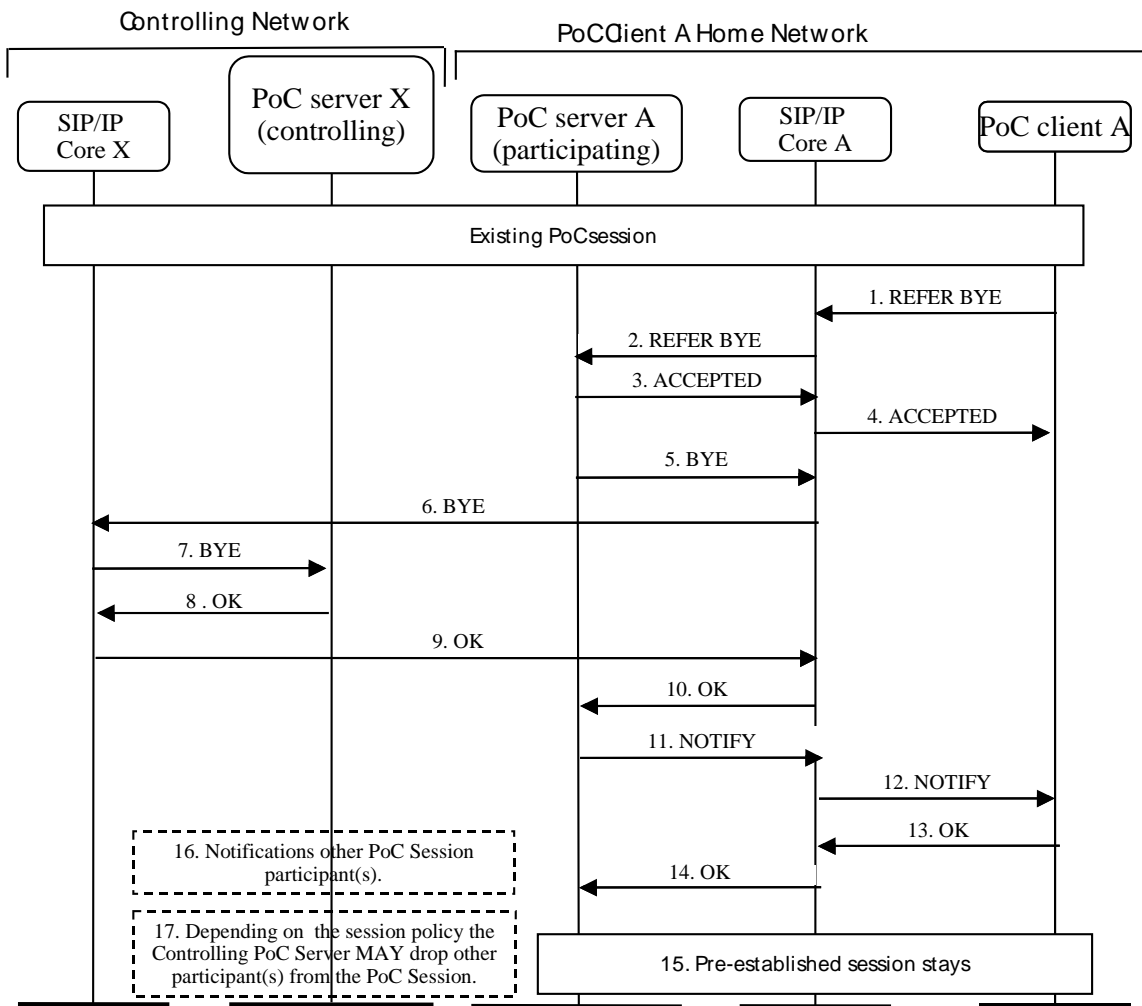 Controlling Network
PoCClient A Home Network
SIP/IP
Core X
PoC server X
(controlling)
PoC server A
(participating)
SIP/IP
Core A
PoC client A
Existing PoCsession
1. REFER BYE
2. REFER BYE
3. ACCEPTED
4. ACCEPTED
5. BYE
6. BYE
7. BYE
8 . OK
9. OK
10. OK
11. NOTIFY
12. NOTIFY
13. OK
14. OK
16. Notifications other PoC Session
participant(s).
17. Depending on the session policy the
Controlling PoC Server MAY drop other
participant(s) from the PoC Session.
15. Pre-established session stays